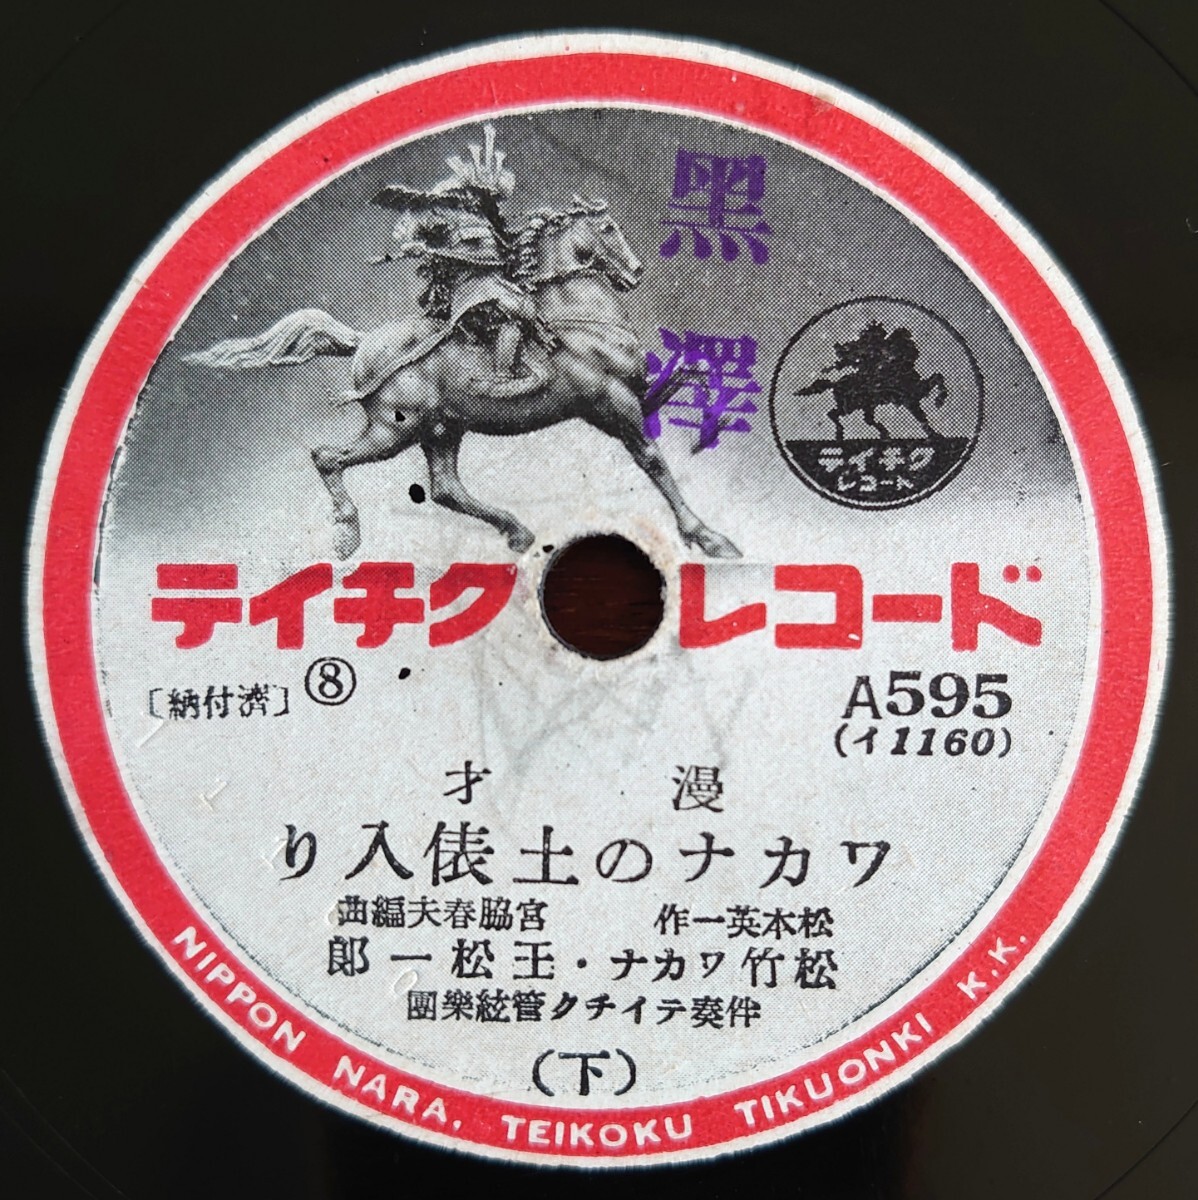 黑澤
テイチク
レコード
テイチクレコード
〔納付済〕 ⑧
A595
(イ1160)
漫才
ワカナの土俵入り
松本英一作 宮脇春夫編曲
松竹ワカナ・玉松一郎
伴奏テイチク管絃樂團
(下)
NIPPON NARA, TEIKOKU TIKUONKI K.K.